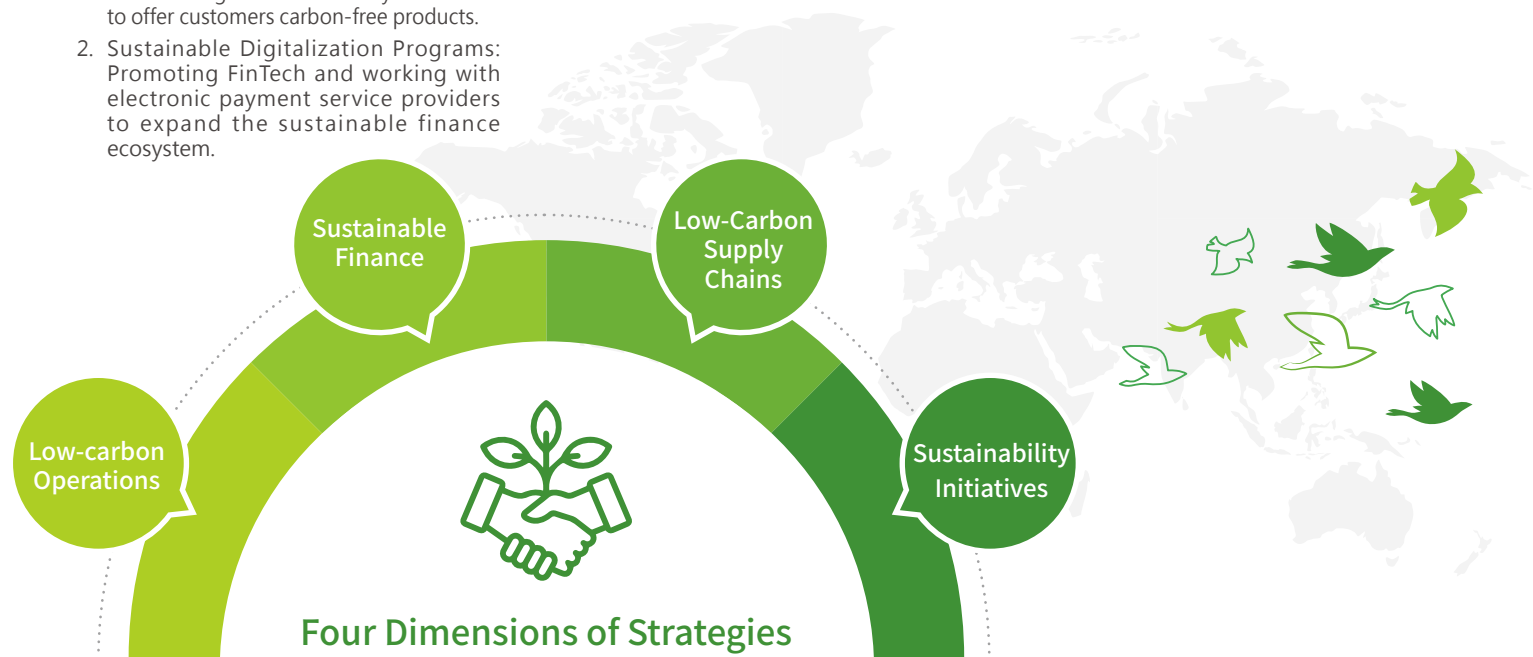 to offer customers carbon-free products.
2. Sustainable Digitalization Programs:
Promoting FinTech and working with
electronic payment service providers
to expand the sustainable finance
ecosystem.
Sustainable
Finance
Low-Carbon
Supply
Chains
Low-carbon
Operations
Sustainability
Initiatives
Four Dimensions of Strategies